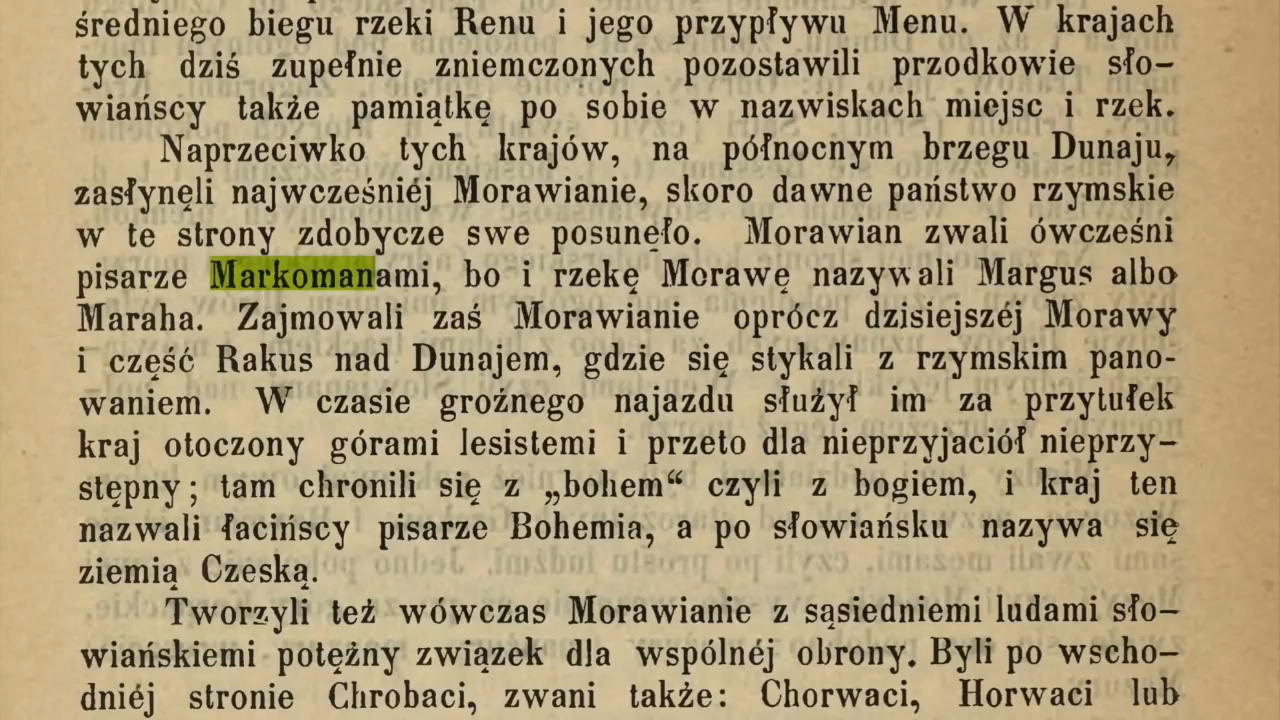 średniego biegu rzeki Renu i jego przypływu Menu. W krajach
tych dziś zupełnie zniemczonych pozostawili przodkowie sło-
wiańscy także pamiątkę po sobie w nazwiskach miejsc i rzek.
Naprzeciwko tych krajów, na północnym brzegu Dunaju,
zasłynęli najwcześniéj Morawianie, skoro dawne państwo rzymskie
w te strony zdobycze swe posunęło. Morawian zwali ówcześni
pisarze Markomanami, bo i rzekę Morawę nazywali Margus albo
Maraha. Zajmowali zaś Morawianie oprócz dzisiejszéj Morawy
i część Rakus nad Dunajem, gdzie się stykali z rzymskim pano-
waniem. W czasie groźnego najazdu służył im za przytułek
kraj otoczony górami lesistemi i przeto dla nieprzyjaciół nieprzy-
stępny; tam chronili się z „bohem“ czyli z bogiem, i kraj ten
nazwali łacińscy pisarze Bohemia, a po słowiańsku nazywa się
ziemią Czeską.
Tworzyli też wówczas Morawianie z sąsiedniemi ludami sło-
wiańskiemi potężny związek dla wspólnéj obrony. Byli po wscho-
dniéj stronie Chrobaci, zwani także: Chorwaci, Horwaci lub